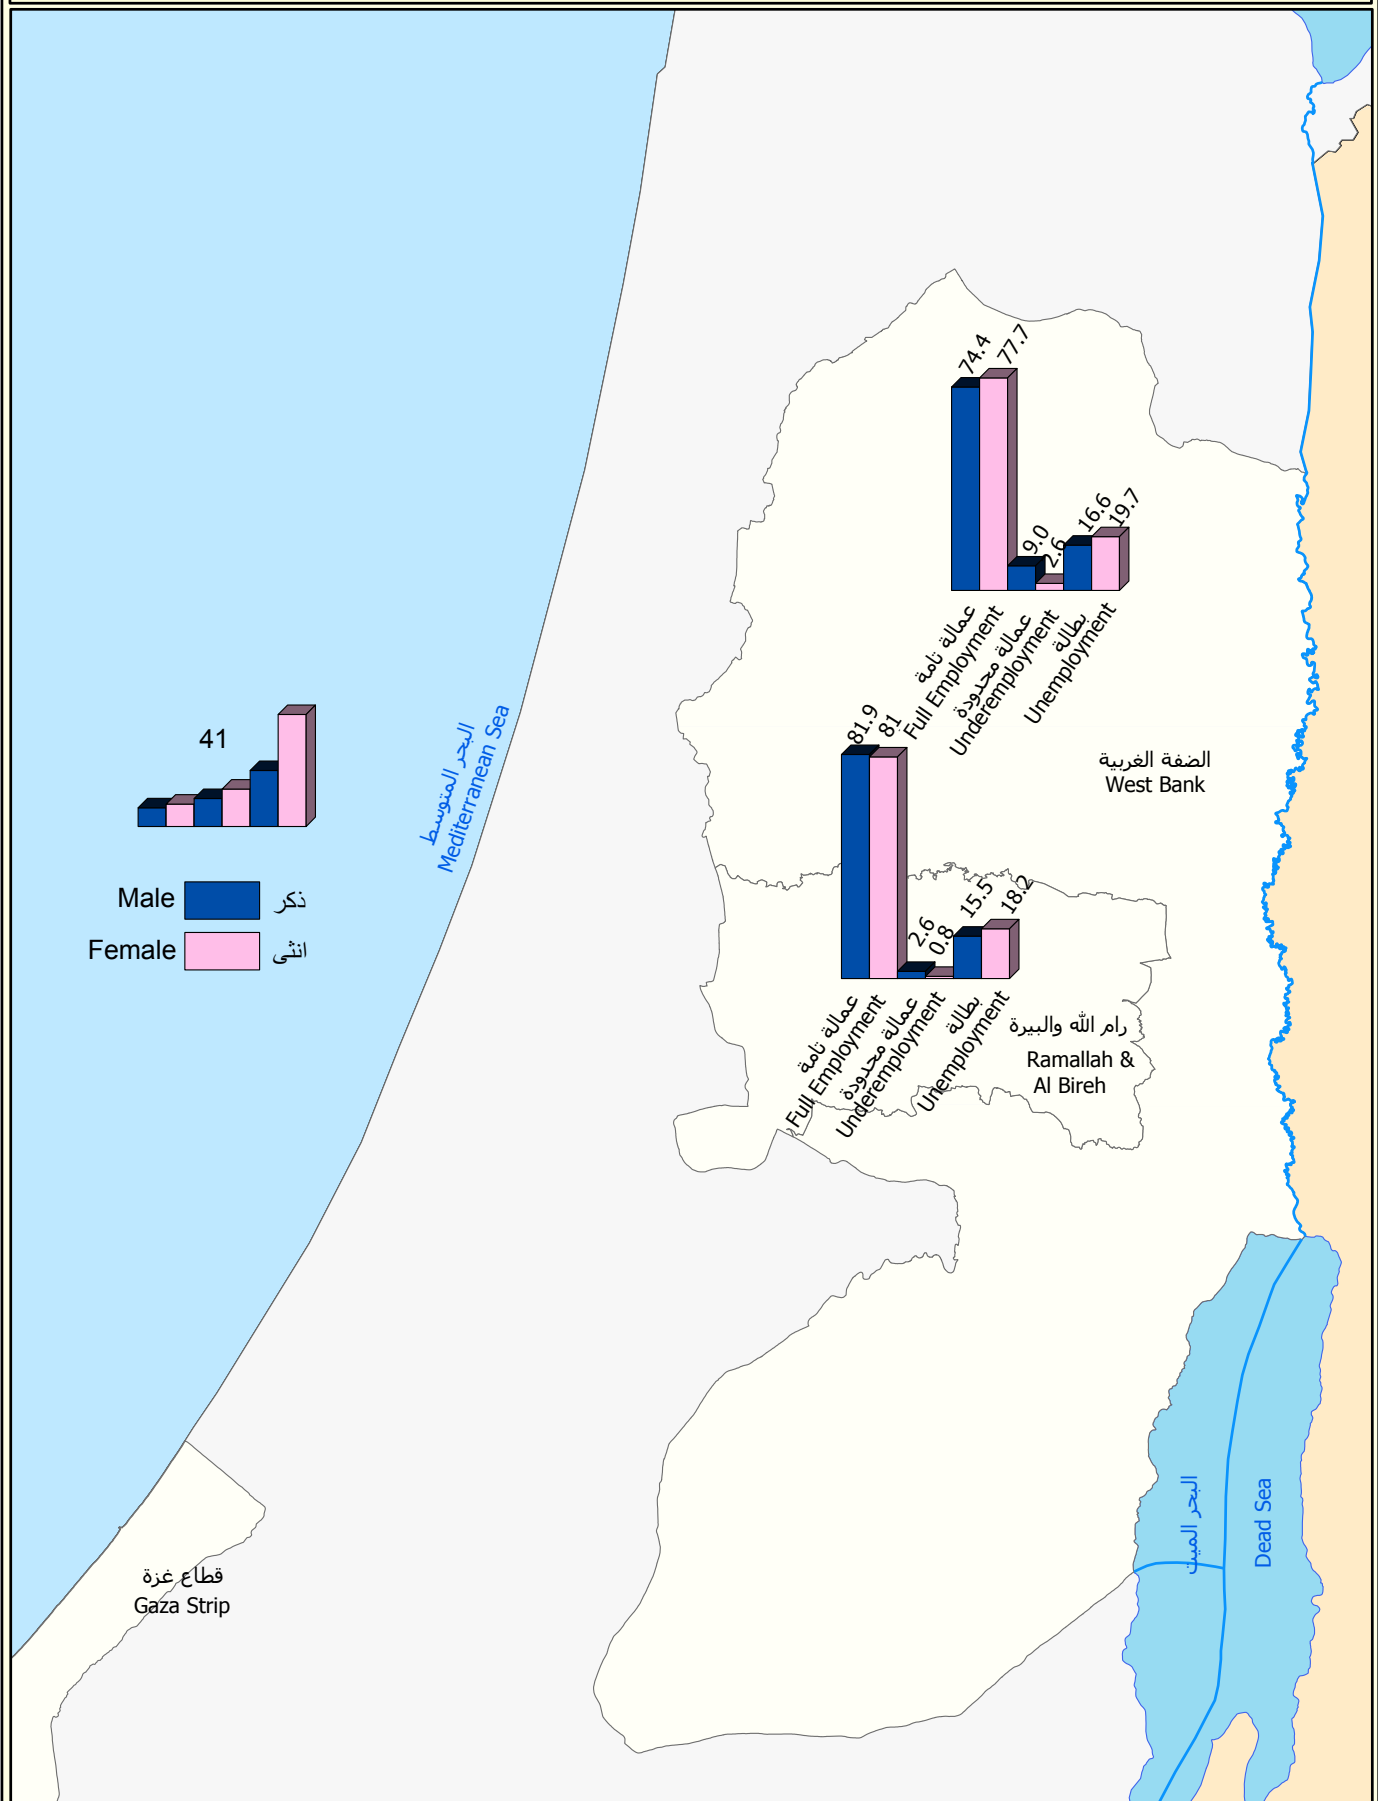 74.4
77.7
9.0
2.6
16.6
19.7
عمالة تامة
Full Employment
عمالة محدودة
Underemployment
بطالة
Unemployment
الضفة الغربية
West Bank
41
ذكر
Male
انثى
Female
البحر المتوسط
Mediterranean Sea
81.9
81
2.6
0.8
15.5
18.2
عمالة تامة
Full Employment
عمالة محدودة
Underemployment
بطالة
Unemployment
رام الله والبيرة
Ramallah &
Al Bireh
البحر الميت
Dead Sea
قطاع غزة
Gaza Strip